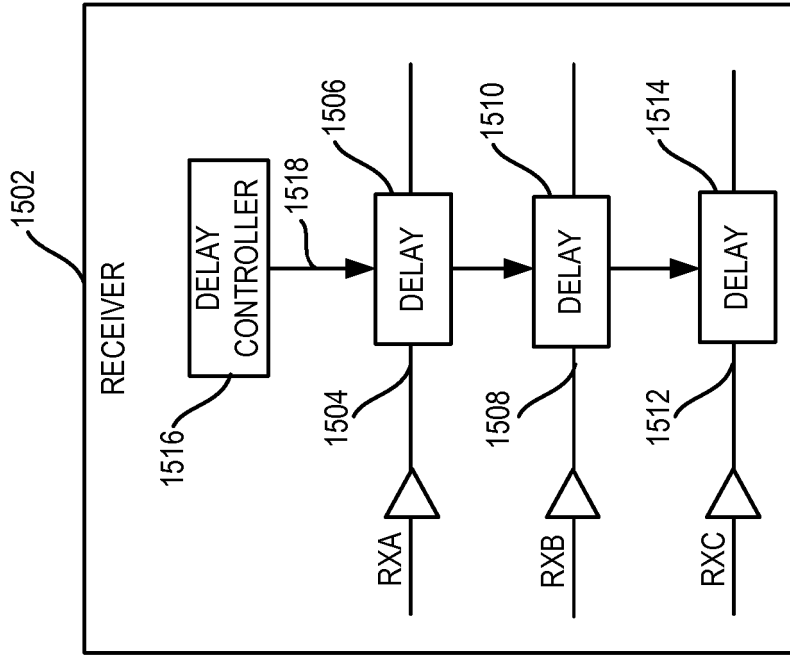 1502
RECEIVER
DELAY
CONTROLLER
1516
1518
RXA
1504
DELAY
1506
RXB
1508
DELAY
1510
RXC
1512
DELAY
1514